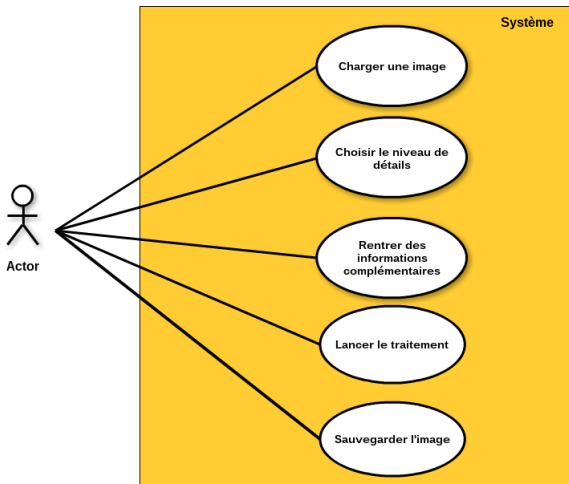 Système
Charger une image
Choisir le niveau de
détails
Rentrer des
informations
complémentaires
Actor
Lancer le traitement
Sauvegarder l'image